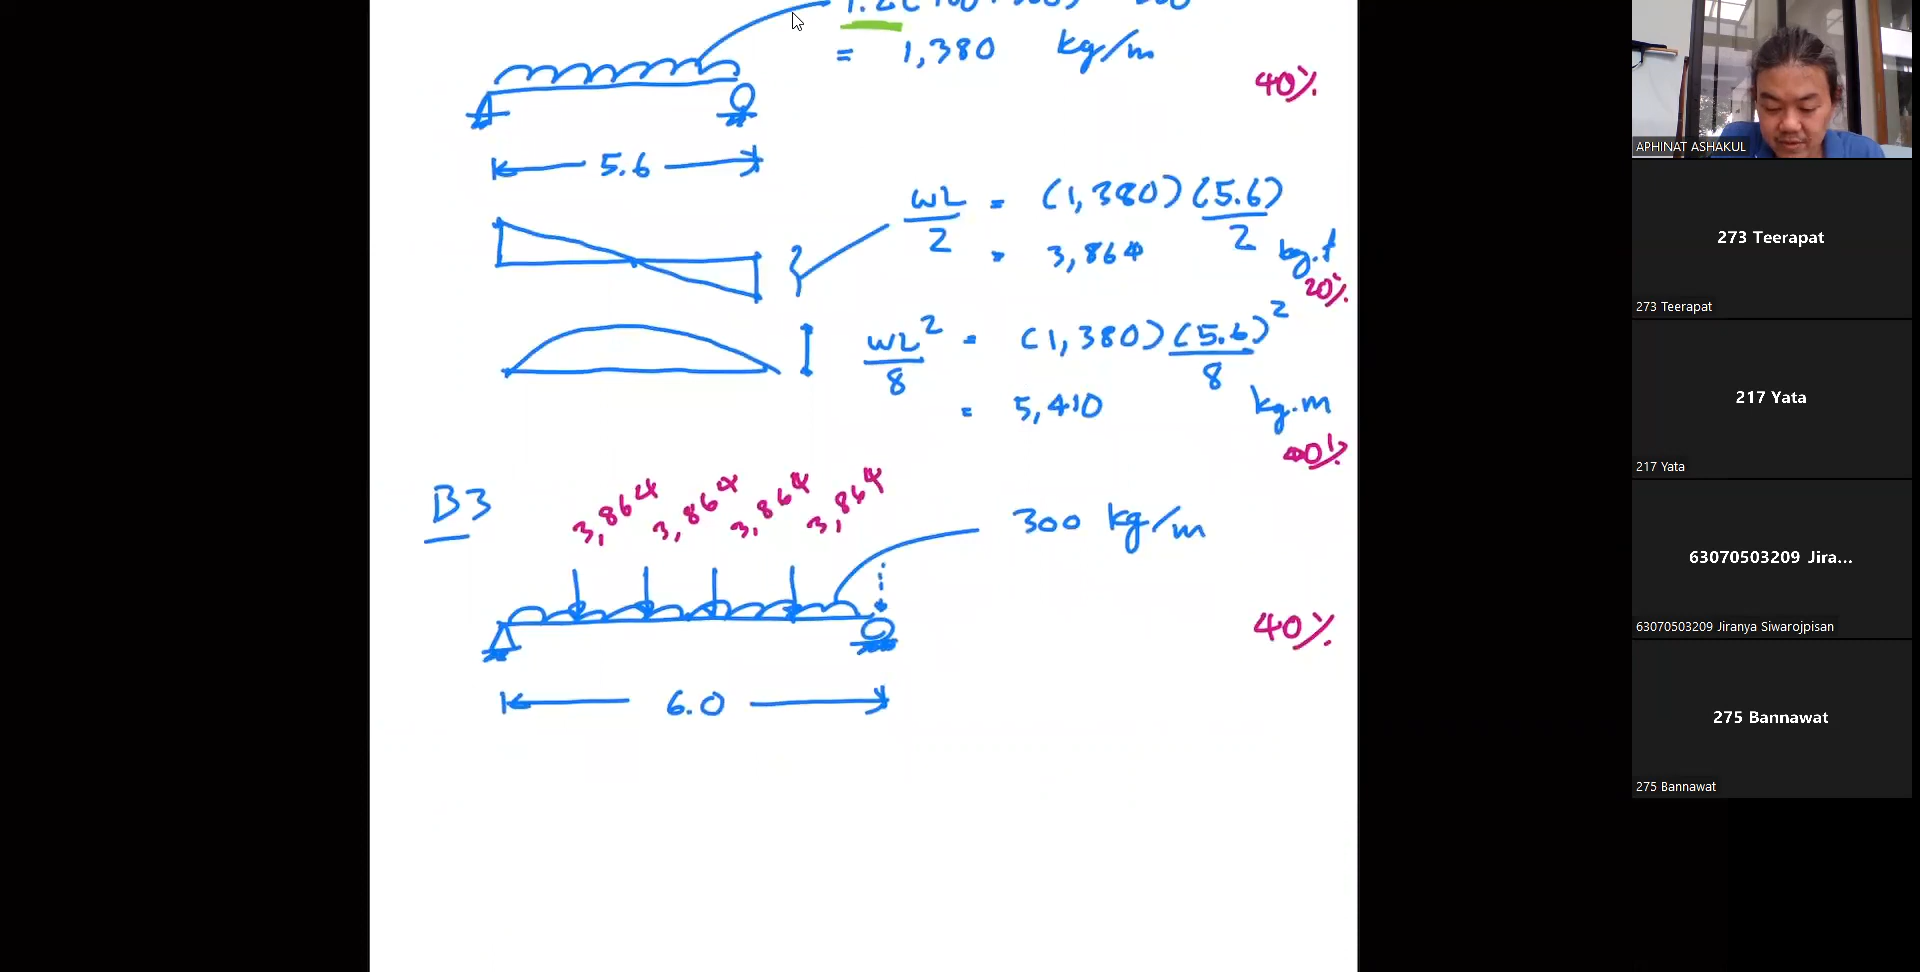 = 1,380 kg/m
40%
5.6
wL/2 = (1,380)(5.6)/2
= 3,864 kg.f
20%
wL²/8 = (1,380)(5.6)²/8
= 5,410 kg.m
40%
B3
3,864 3,864 3,864 3,864
300 kg/m
40%
6.0
APHINAT ASHAKUL
273 Teerapat
273 Teerapat
217 Yata
217 Yata
63070503209 Jira...
63070503209 Jiranya Siwarojpisan
275 Bannawat
275 Bannawat